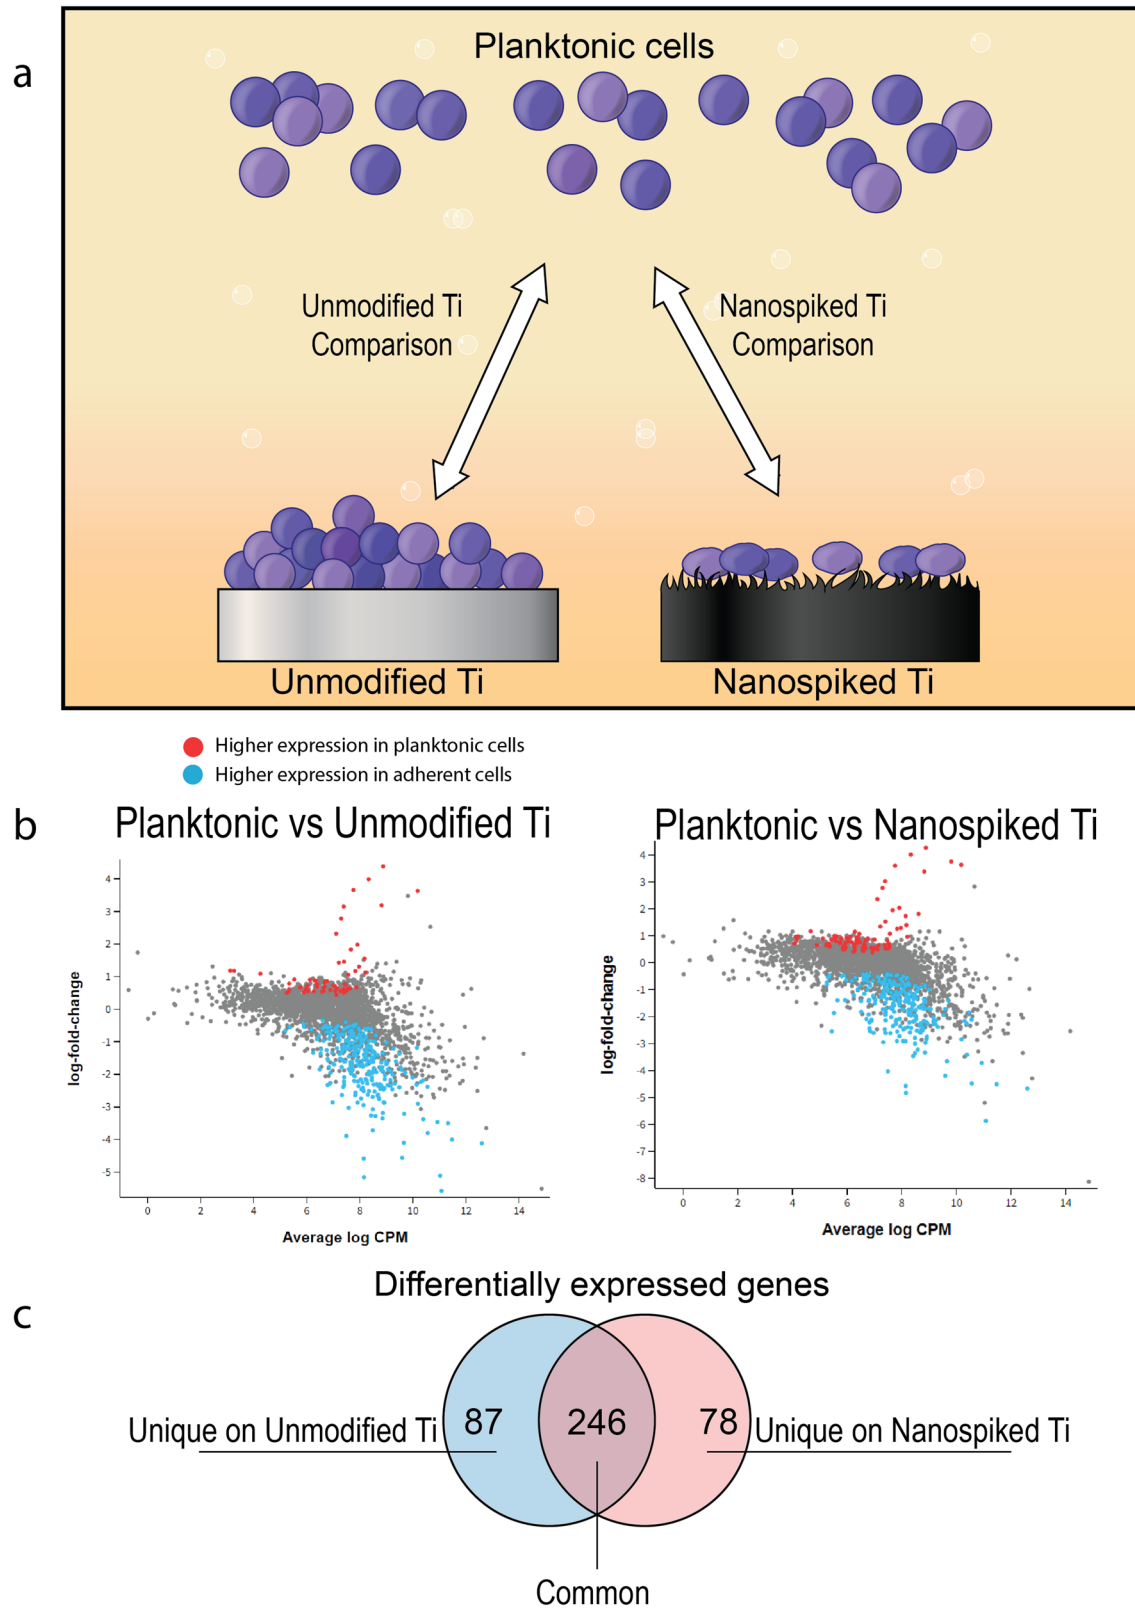 a
Planktonic cells
Unmodified Ti
Comparison
Nanospiked Ti
Comparison
Unmodified Ti
Nanospiked Ti
Higher expression in planktonic cells
Higher expression in adherent cells
b
Planktonic vs Unmodified Ti
4
3
2
1
0
-1
-2
-3
-4
-5
log-fold-change
0 2 4 6 8 10 12 14
Average log CPM
Planktonic vs Nanospiked Ti
4
3
2
1
0
-1
-2
-3
-4
-5
-6
-7
-8
log-fold-change
0 2 4 6 8 10 12 14
Average log CPM
c
Differentially expressed genes
Unique on Unmodified Ti
87
246
78
Unique on Nanospiked Ti
Common